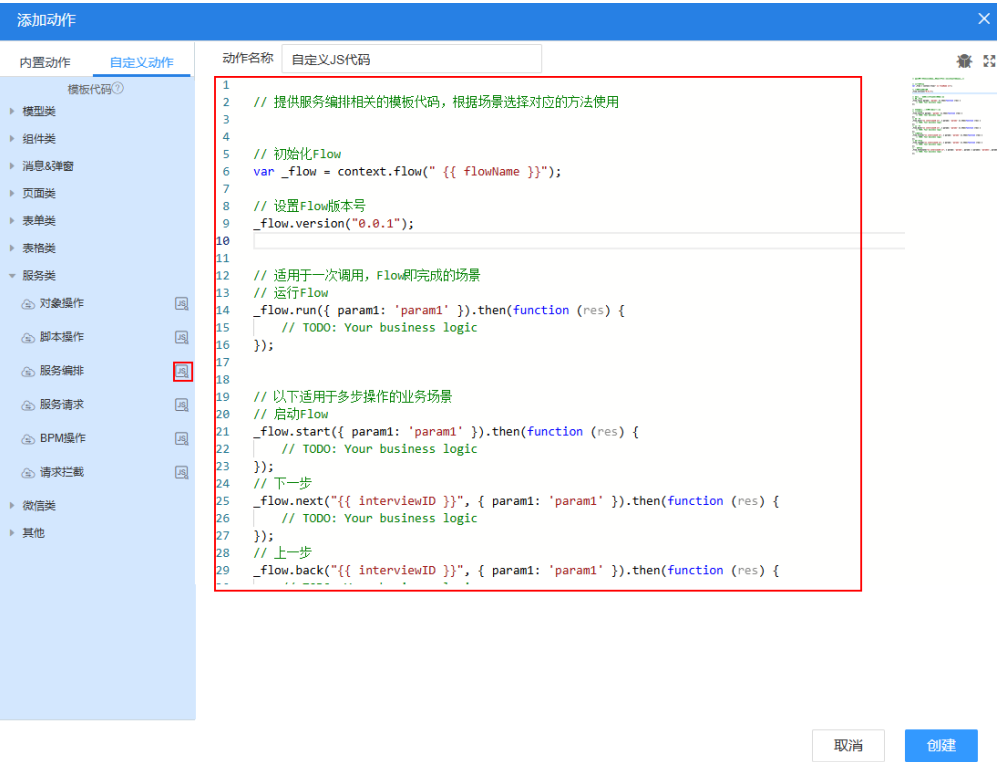 添加动作
内置动作 自定义动作
模板代码
模型类
组件类
消息&弹窗
页面类
表单类
表格类
服务类
对象操作
脚本操作
服务编排
服务请求
BPM操作
请求拦截
微信类
其他
动作名称 自定义JS代码
1
2 // 提供服务编排相关的模板代码，根据场景选择对应的方法使用
3
4
5 // 初始化Flow
6 var _flow = context.flow(" {{ flowName }}");
7
8 // 设置Flow版本号
9 _flow.version("0.0.1");
10
11
12 // 适用于一次调用，Flow即完成的场景
13 // 运行Flow
14 _flow.run({ param1: 'param1' }).then(function (res) {
15 // TODO: Your business logic
16 });
17
18
19 // 以下适用于多步操作的业务场景
20 // 启动Flow
21 _flow.start({ param1: 'param1' }).then(function (res) {
22 // TODO: Your business logic
23 });
24 // 下一步
25 _flow.next("{{ interviewID }}", { param1: 'param1' }).then(function (res) {
26 // TODO: Your business logic
27 });
28 // 上一步
29 _flow.back("{{ interviewID }}", { param1: 'param1' }).then(function (res) {
取消 创建